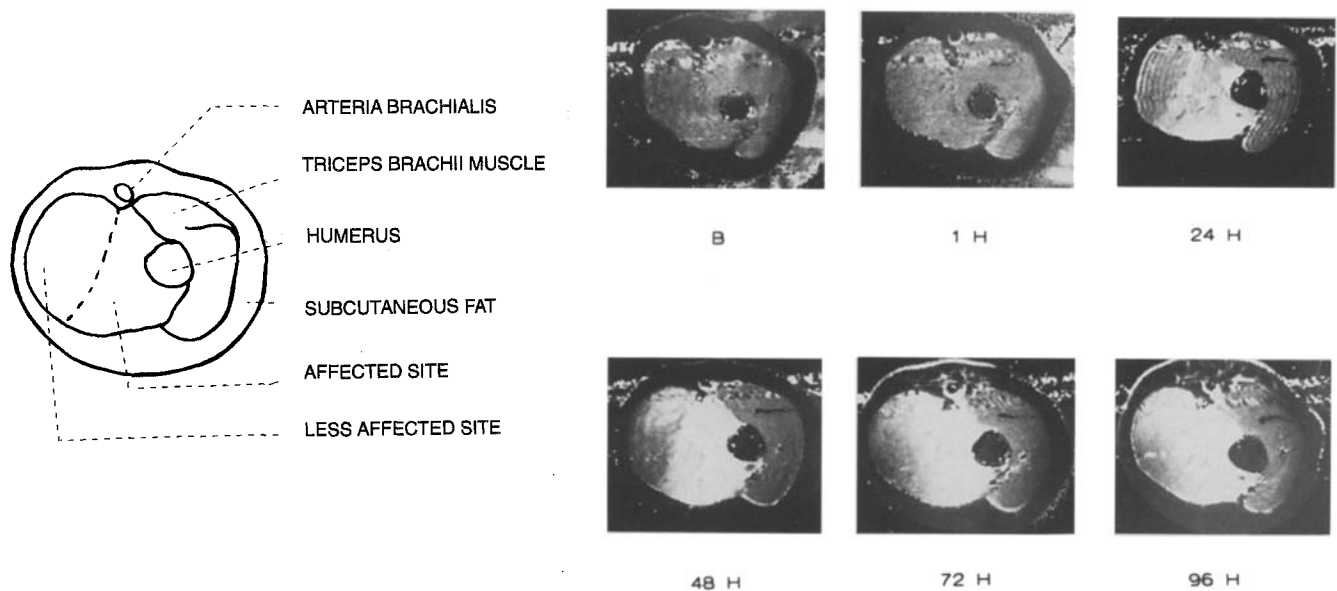 ARTERIA BRACHIALIS
TRICEPS BRACHII MUSCLE
HUMERUS
SUBCUTANEOUS FAT
AFFECTED SITE
LESS AFFECTED SITE
B
1 H
24 H
48 H
72 H
96 H